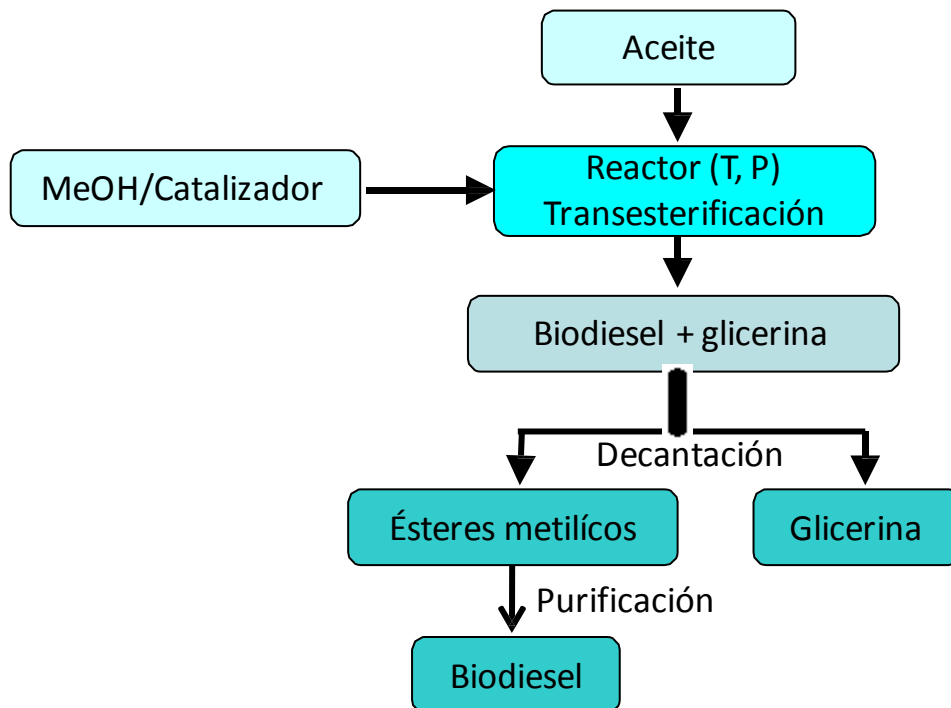 Aceite
MeOH/Catalizador
Reactor (T, P)
Transesterificación
Biodiesel + glicerina
Decantación
Ésteres metilícos
Glicerina
Purificación
Biodiesel